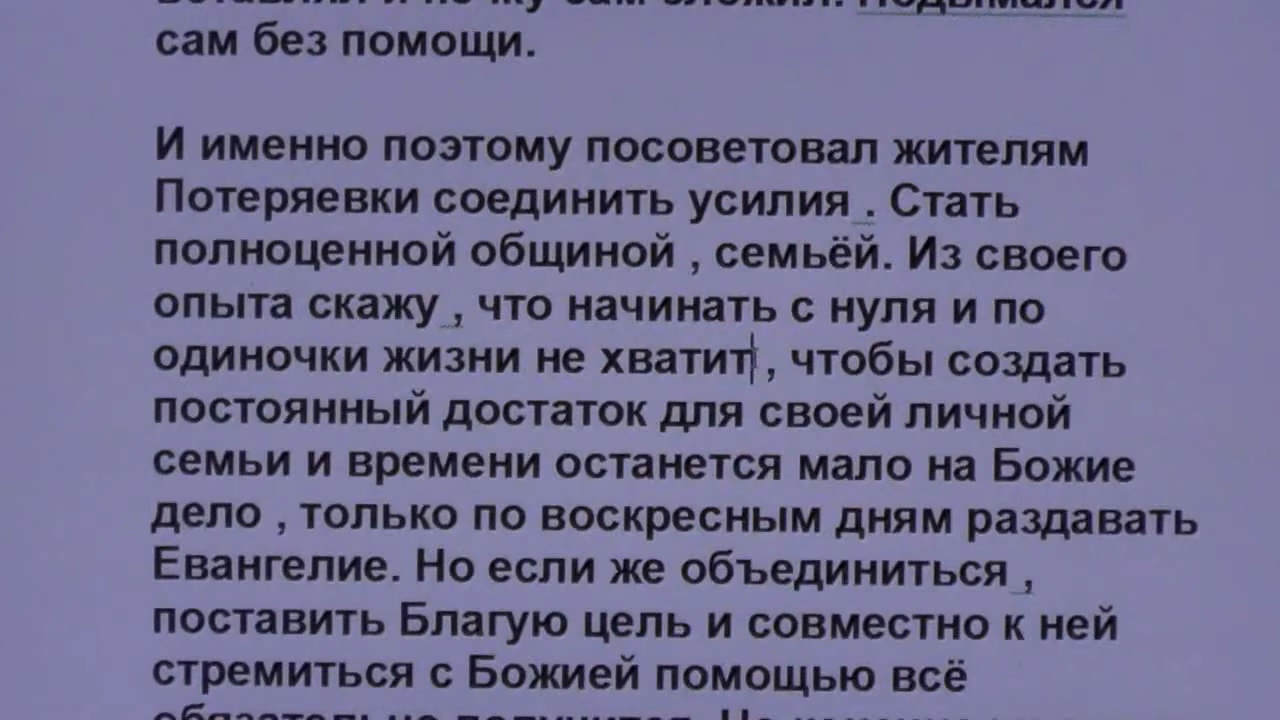 сам без помощи.
И именно поэтому посоветовал жителям
Потеряевки соединить усилия . Стать
полноценной общиной , семьёй. Из своего
опыта скажу , что начинать с нуля и по
одиночки жизни не хватит , чтобы создать
постоянный достаток для своей личной
семьи и времени останется мало на Божие
дело , только по воскресным дням раздавать
Евангелие. Но если же объединиться ,
поставить Благую цель и совместно к ней
стремиться с Божией помощью всё